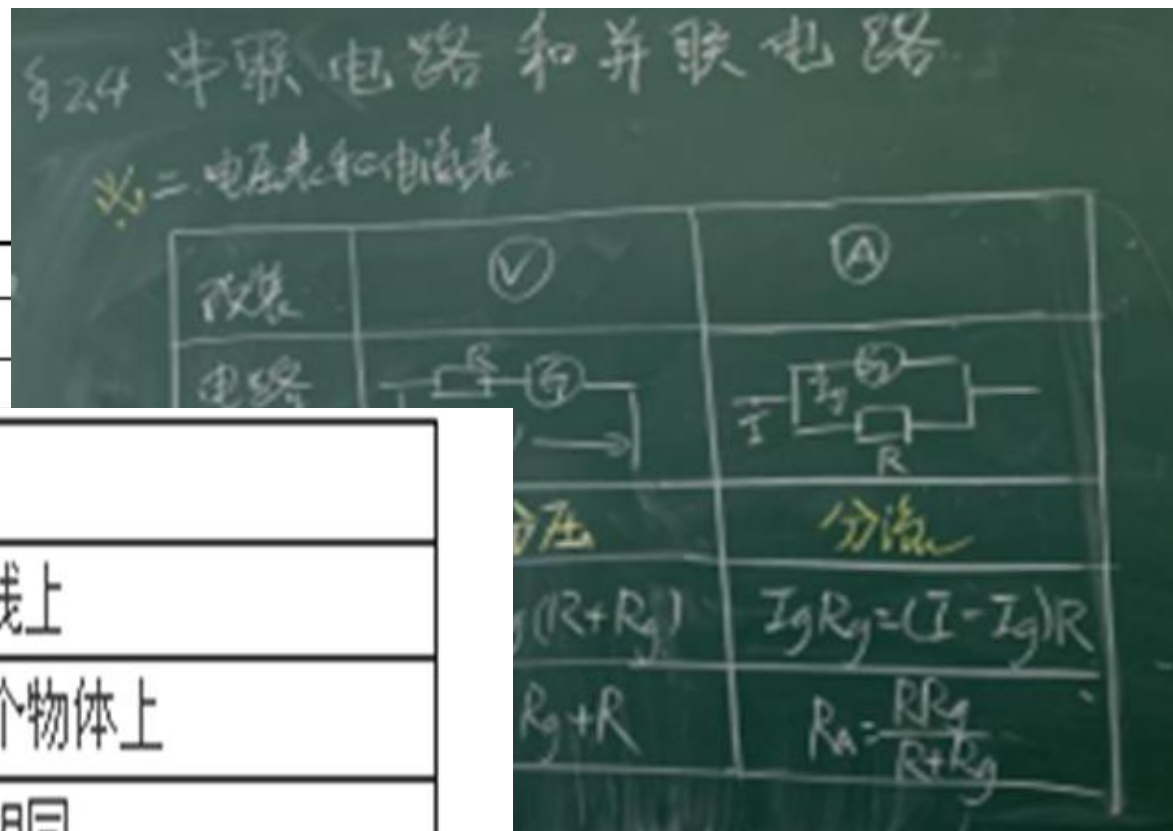 §2.4 串联电路和并联电路
※二.电压表和电流表
改装 V A
电路 R G Ig G I R
分压 分流
(R+Rg) IgRg=(I-Ig)R
Rg+R RA=RRg/R+Rg
线上
个物体上
相同